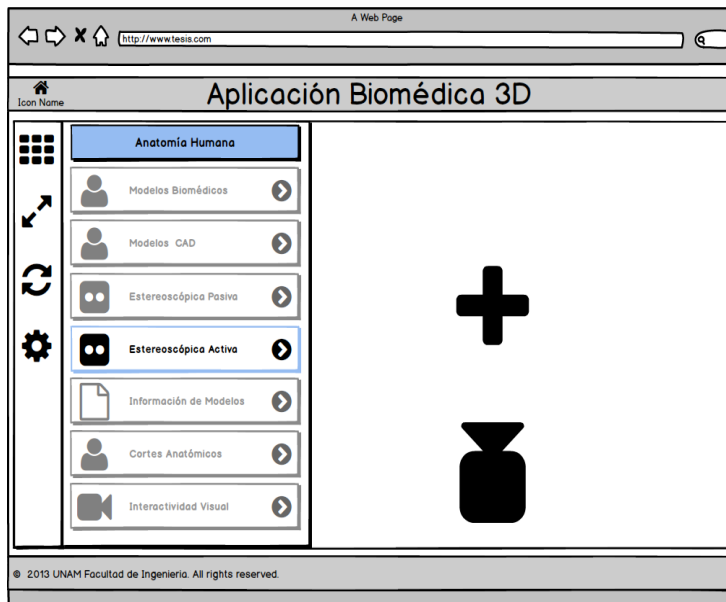 A Web Page
http://www.tesis.com
Icon Name
Aplicación Biomédica 3D
Anatomía Humana
Modelos Biomédicos
Modelos CAD
Estereoscópica Pasiva
Estereoscópica Activa
Información de Modelos
Cortes Anatómicos
Interactividad Visual
© 2013 UNAM Facultad de Ingenieria. All rights reserved.